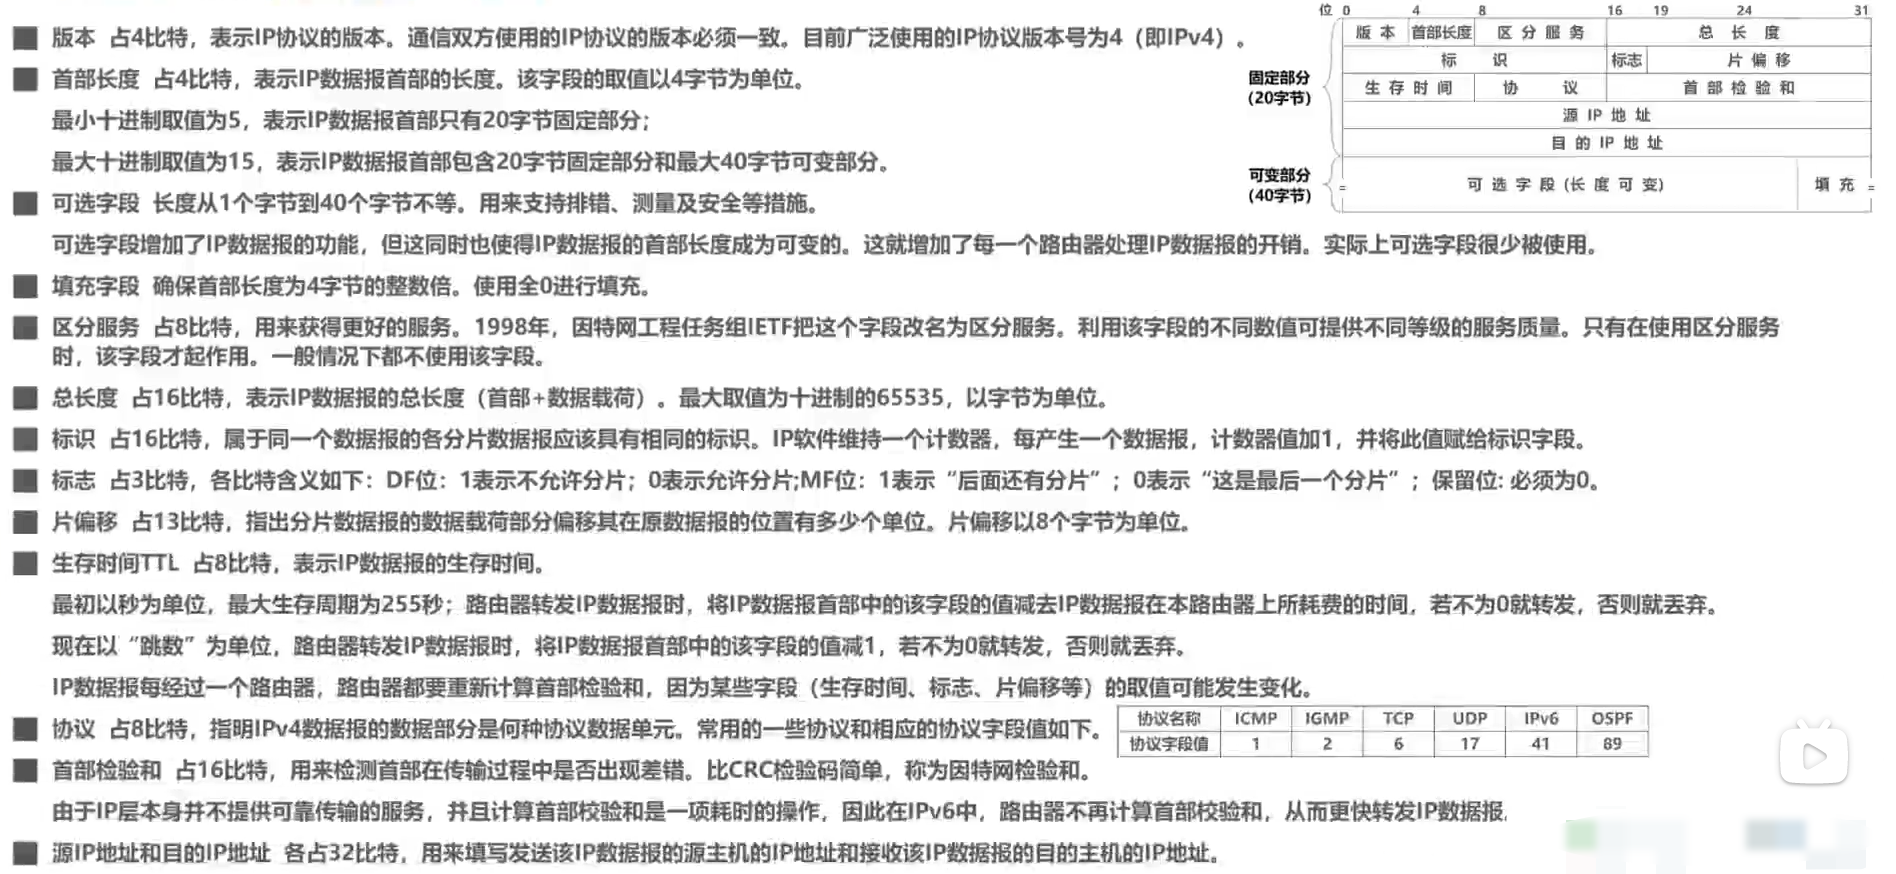 ■ 版本 占4比特，表示IP协议的版本。通信双方使用的IP协议的版本必须一致。目前广泛使用的IP协议版本号为4（即IPv4）。
■ 首部长度 占4比特，表示IP数据报首部的长度。该字段的取值以4字节为单位。
最小十进制取值为5，表示IP数据报首部只有20字节固定部分；
最大十进制取值为15，表示IP数据报首部包含20字节固定部分和最大40字节可变部分。
位 0 4 8 16 19 24 31
版本 首部长度 区分服务 总长度
标识 标志 片偏移
固定部分
(20字节)
生存时间 协议 首部检验和
源IP地址
目的IP地址
可变部分
(40字节)
可选字段(长度可变) 填充
■ 可选字段 长度从1个字节到40个字节不等。用来支持排错、测量及安全等措施。
可选字段增加了IP数据报的功能，但这同时也使得IP数据报的首部长度成为可变的。这就增加了每一个路由器处理IP数据报的开销。实际上可选字段很少被使用。
■ 填充字段 确保首部长度为4字节的整数倍。使用全0进行填充。
■ 区分服务 占8比特，用来获得更好的服务。1998年，因特网工程任务组IETF把这个字段改名为区分服务。利用该字段的不同数值可提供不同等级的服务质量。只有在使用区分服务
时，该字段才起作用。一般情况下都不使用该字段。
■ 总长度 占16比特，表示IP数据报的总长度（首部+数据载荷）。最大取值为十进制的65535，以字节为单位。
■ 标识 占16比特，属于同一个数据报的各分片数据报应该具有相同的标识。IP软件维持一个计数器，每产生一个数据报，计数器值加1，并将此值赋给标识字段。
■ 标志 占3比特，各比特含义如下：DF位：1表示不允许分片；0表示允许分片;MF位：1表示“后面还有分片”；0表示“这是最后一个分片”；保留位: 必须为0。
■ 片偏移 占13比特，指出分片数据报的数据载荷部分偏移其在原数据报的位置有多少个单位。片偏移以8个字节为单位。
■ 生存时间TTL 占8比特，表示IP数据报的生存时间。
最初以秒为单位，最大生存周期为255秒；路由器转发IP数据报时，将IP数据报首部中的该字段的值减去IP数据报在本路由器上所耗费的时间，若不为0就转发，否则就丢弃。
现在以“跳数”为单位，路由器转发IP数据报时，将IP数据报首部中的该字段的值减1，若不为0就转发，否则就丢弃。
IP数据报每经过一个路由器，路由器都要重新计算首部检验和，因为某些字段（生存时间、标志、片偏移等）的取值可能发生变化。
■ 协议 占8比特，指明IPv4数据报的数据部分是何种协议数据单元。常用的一些协议和相应的协议字段值如下。
协议名称 ICMP IGMP TCP UDP IPv6 OSPF
协议字段值 1 2 6 17 41 89
■ 首部检验和 占16比特，用来检测首部在传输过程中是否出现差错。比CRC检验码简单，称为因特网检验和。
由于IP层本身并不提供可靠传输的服务，并且计算首部校验和是一项耗时的操作，因此在IPv6中，路由器不再计算首部校验和，从而更快转发IP数据报.
■ 源IP地址和目的IP地址 各占32比特，用来填写发送该IP数据报的源主机的IP地址和接收该IP数据报的目的主机的IP地址。